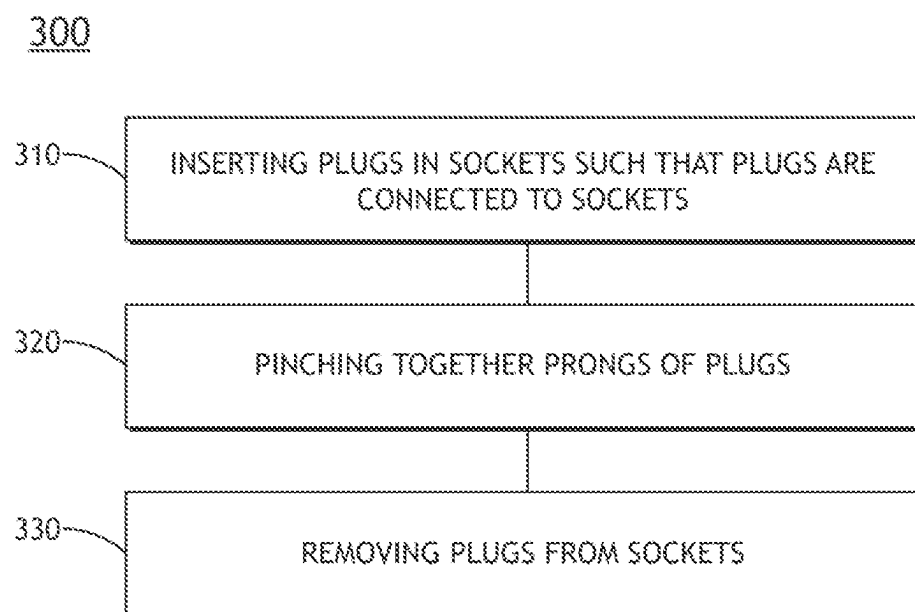 300
310
INSERTING PLUGS IN SOCKETS SUCH THAT PLUGS ARE
CONNECTED TO SOCKETS
320
PINCHING TOGETHER PRONGS OF PLUGS
330
REMOVING PLUGS FROM SOCKETS